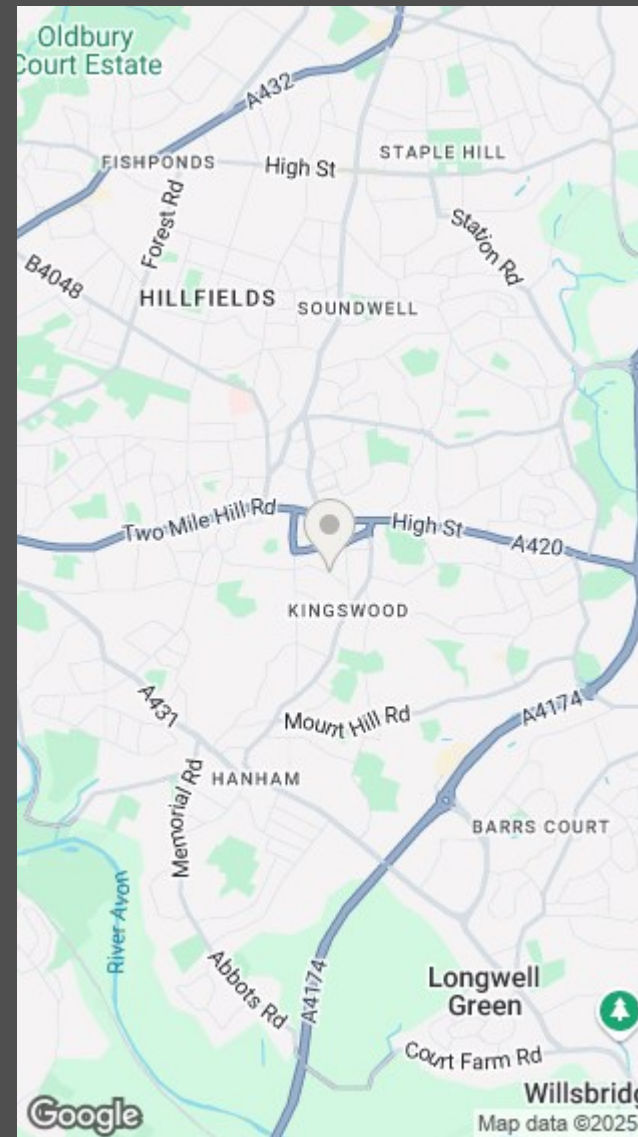 Oldbury
Court Estate
A432
FISHPONDS
High St
STAPLE HILL
Forest Rd
Station Rd
B4048
HILLFIELDS
SOUNDWELL
Two Mile Hill Rd
High St
A420
KINGSWOOD
A431
Mount Hill Rd
A4174
HANHAM
Memorial Rd
BARRS COURT
River Avon
Abbots Rd
A4174
Longwell
Green
Court Farm Rd
Willsbridg
Google
Map data ©2025